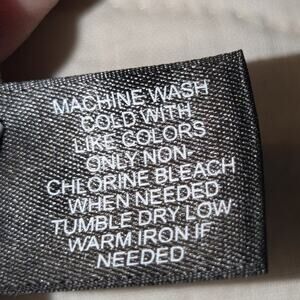 MACHINE WASH
COLD WITH
LIKE COLORS
ONLY NON-
CHLORINE BLEACH
WHEN NEEDED
TUMBLE DRY LOW
WARM IRON IF
NEEDED